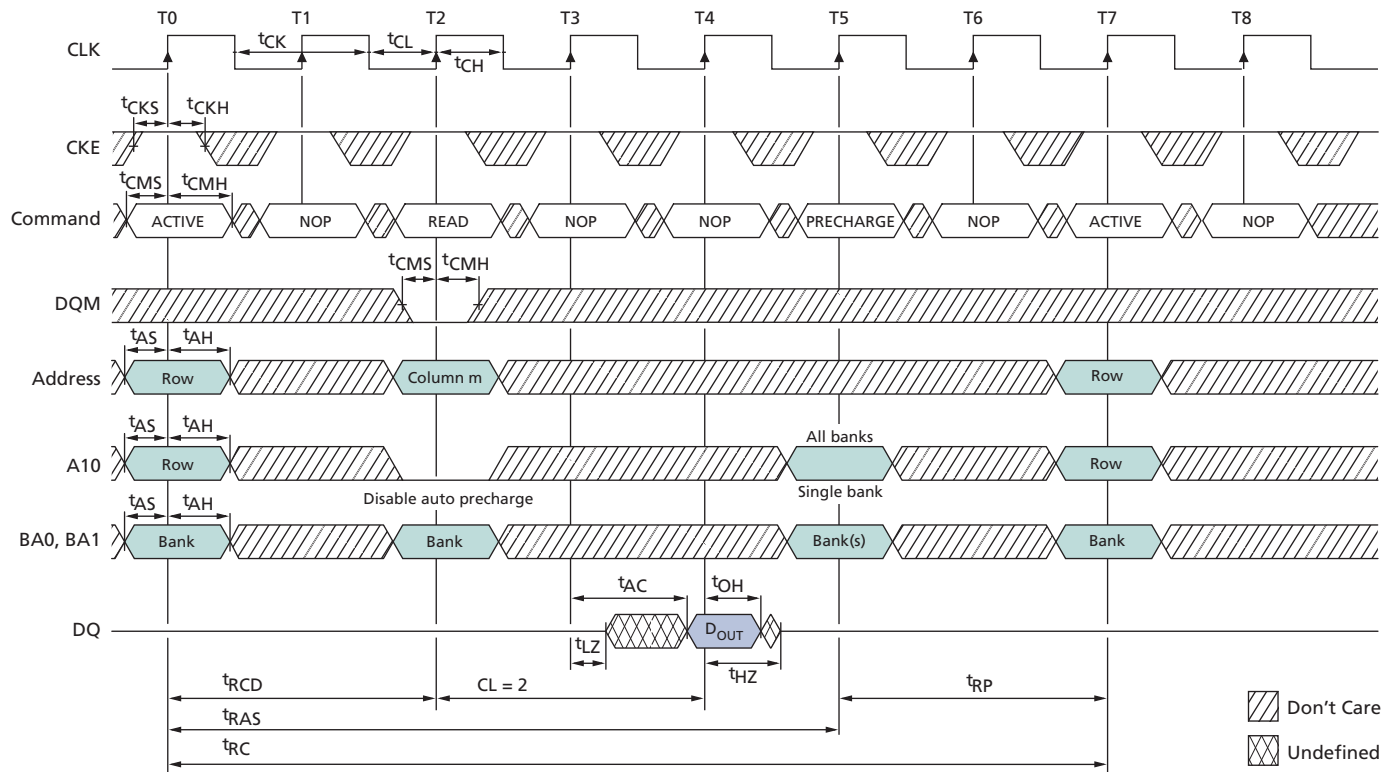 T0 T1 T2 T3 T4 T5 T6 T7 T8
CLK
tCK tCL
tCH
tCKS tCKH
CKE
tCMS tCMH
Command ACTIVE NOP READ NOP NOP PRECHARGE NOP ACTIVE NOP
tCMS tCMH
DQM
tAS tAH
Address Row Column m Row
tAS tAH
All banks
A10 Row Row
Disable auto precharge Single bank
tAS tAH
BA0, BA1 Bank Bank Bank(s) Bank
tAC tOH
DQ DOUT
tLZ tHZ
tRCD CL = 2 tRP
tRAS
tRC
Don't Care
Undefined